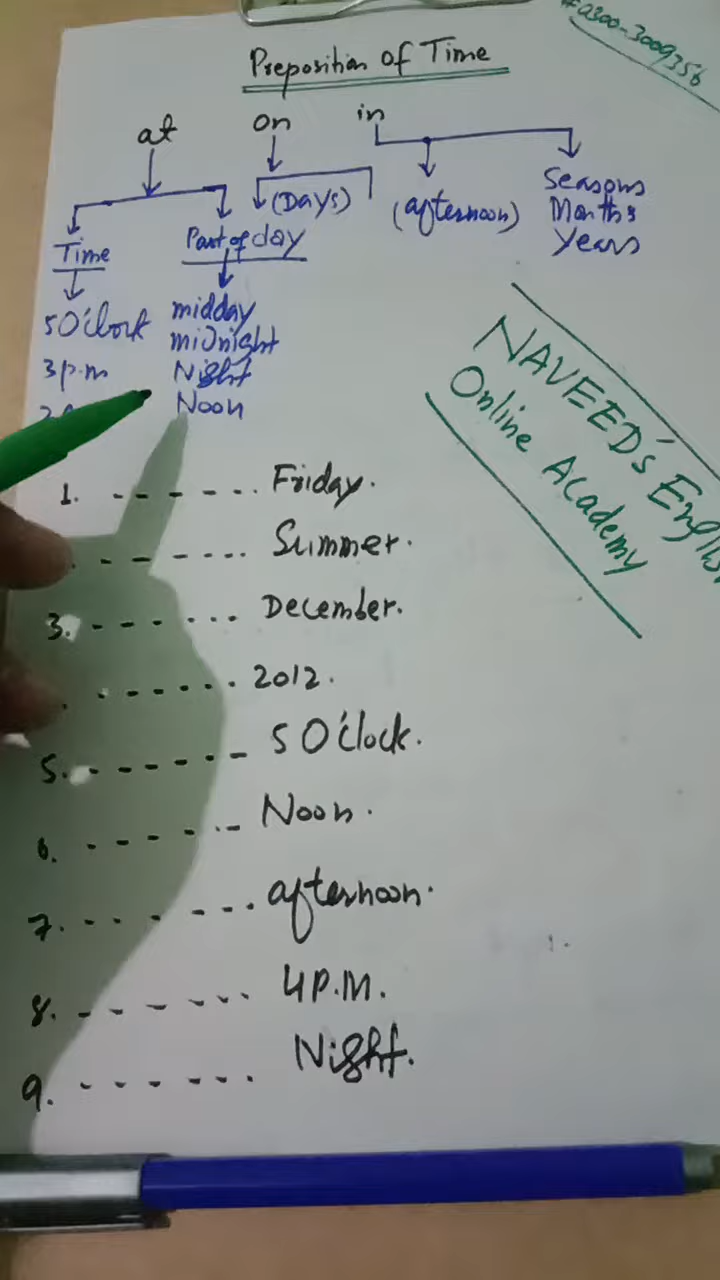 #0300-3009356
Preposition of Time
at on in
Time
Part of day
(Days)
(afternoon)
Seasons
Months
Years
5 O'clock
3 p.m
midday
midnight
Night
Noon
NAVEED'S English
Online Academy
1. ------- Friday.
------ Summer.
3. ------ December.
------ 2012.
5. ------- 5 O'clock.
6. ------ Noon.
7. ------ afternoon.
8. ------ 4 P.M.
9. ------ Night.